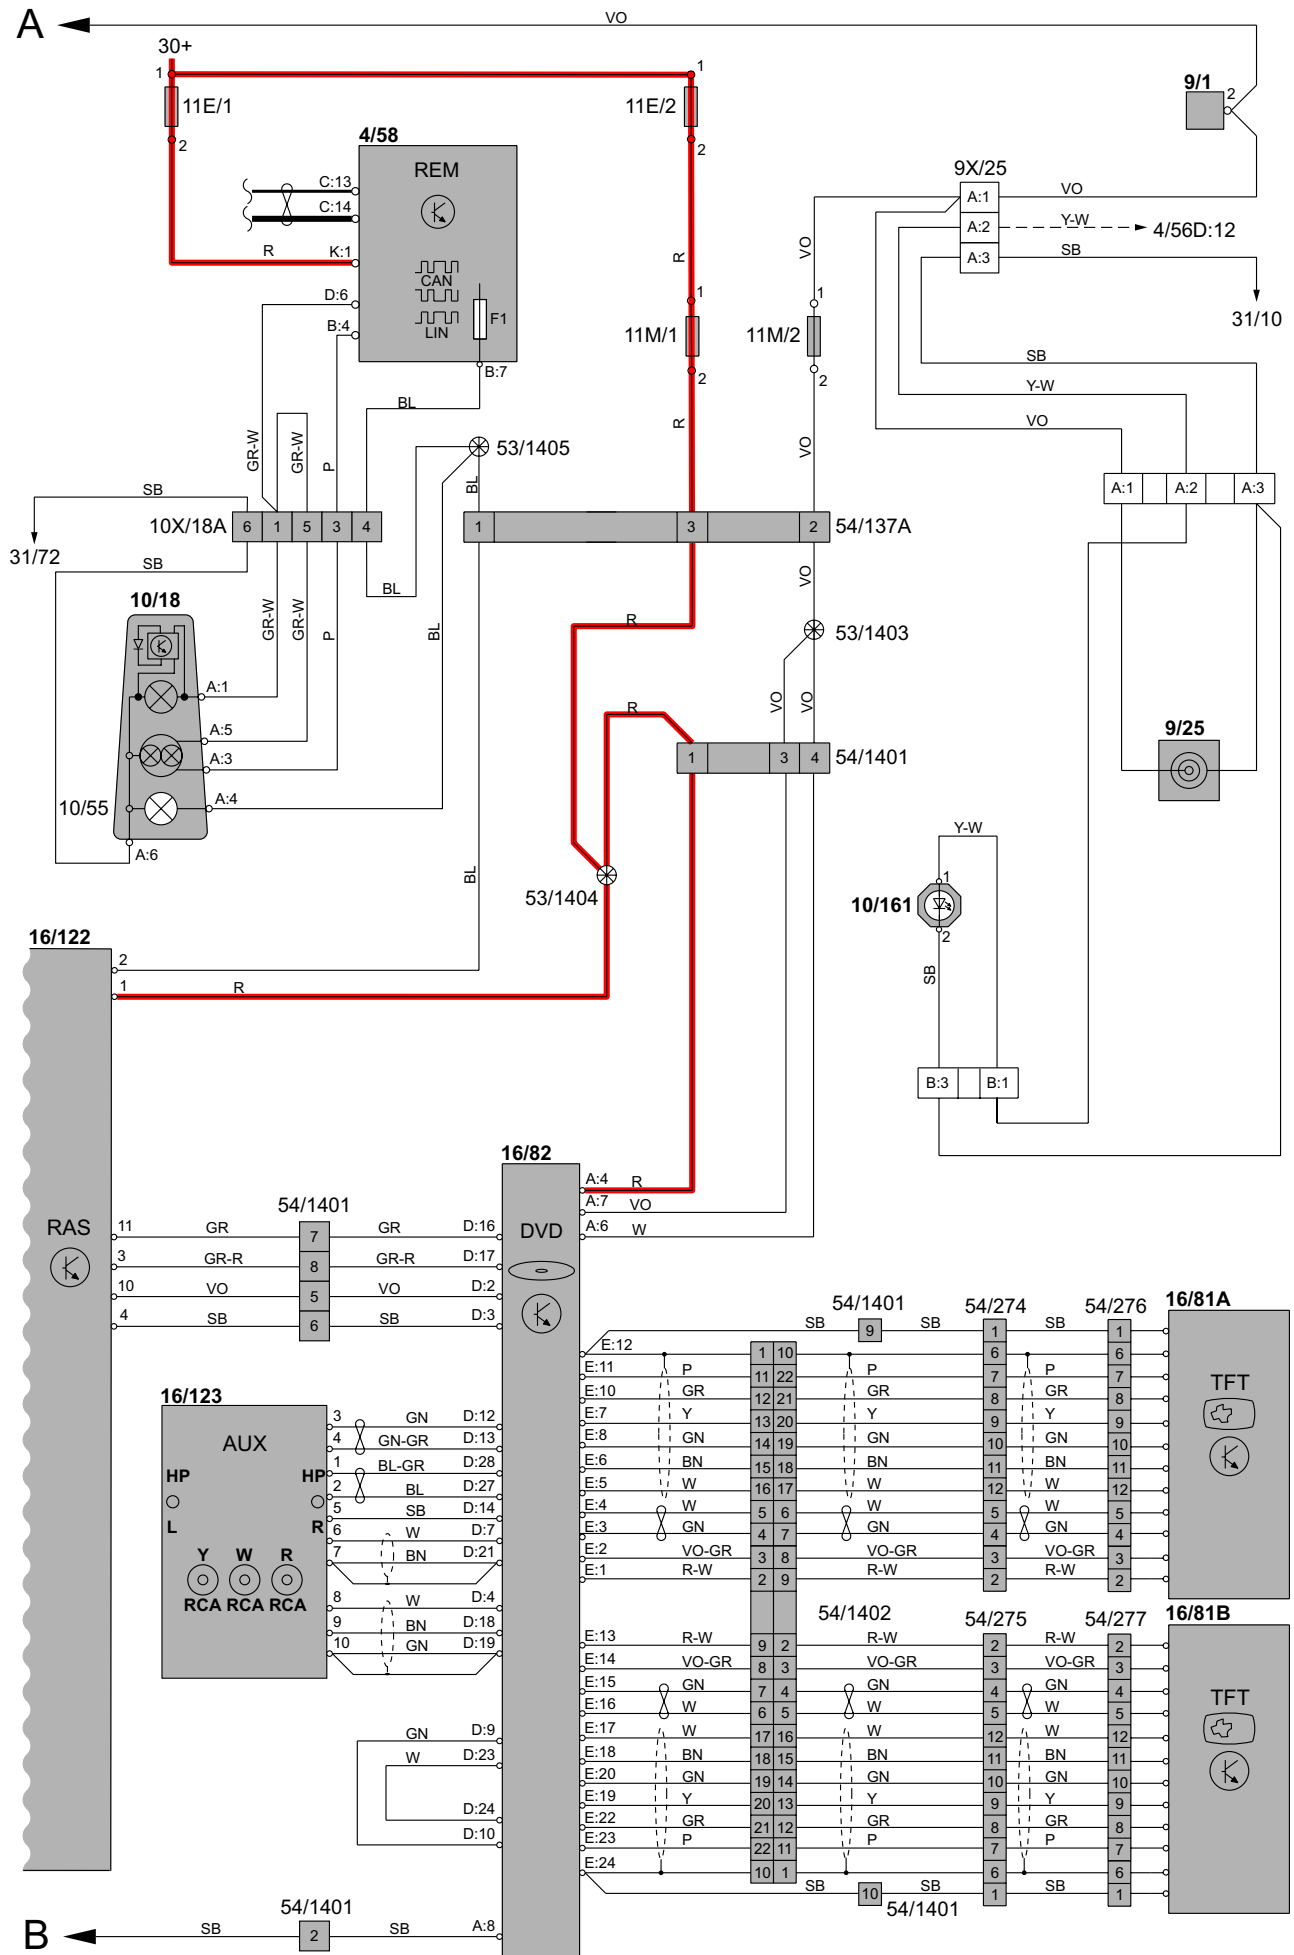 A
VO
30+
1
1
9/1
2
11E/1
11E/2
2
2
4/58
REM
C:13
C:14
R
K:1
CAN
LIN
F1
D:6
B:4
B:7
9X/25
A:1
VO
A:2
Y-W
4/56D:12
A:3
SB
31/10
VO
R
1
1
11M/1
11M/2
2
2
SB
Y-W
VO
BL
R
VO
GR-W
GR-W
P
53/1405
BL
SB
10X/18A
6
1
5
3
4
1
3
2
54/137A
A:1
A:2
A:3
31/72
SB
BL
VO
10/18
GR-W
GR-W
P
BL
R
53/1403
A:1
A:5
A:3
A:4
10/55
A:6
R
VO
VO
1
3
4
54/1401
9/25
BL
53/1404
Y-W
1
10/161
2
SB
B:3
B:1
16/122
2
1
R
16/82
A:4
R
A:7
VO
A:6
W
RAS
DVD
54/1401
11
GR
7
GR
D:16
3
GR-R
8
GR-R
D:17
10
VO
5
VO
D:2
4
SB
6
SB
D:3
54/1401
54/274
54/276
16/81A
SB
9
SB
1
SB
1
E:12
1
10
6
6
E:11
P
11
22
P
7
P
7
E:10
GR
12
21
GR
8
GR
8
E:7
Y
13
20
Y
9
Y
9
E:8
GN
14
19
GN
10
GN
10
E:6
BN
15
18
BN
11
BN
11
E:5
W
16
17
W
12
W
12
E:4
W
5
6
W
5
W
5
E:3
GN
4
7
GN
4
GN
4
E:2
VO-GR
3
8
VO-GR
3
VO-GR
3
E:1
R-W
2
9
R-W
2
R-W
2
TFT
16/123
AUX
HP
HP
L
R
Y
W
R
RCA
RCA
RCA
3
GN
D:12
4
GN-GR
D:13
1
BL-GR
D:28
2
BL
D:27
5
SB
D:14
6
W
D:7
7
BN
D:21
8
W
D:4
9
BN
D:18
10
GN
D:19
54/1402
54/275
54/277
16/81B
E:13
R-W
9
2
R-W
2
R-W
2
E:14
VO-GR
8
3
VO-GR
3
VO-GR
3
E:15
GN
7
4
GN
4
GN
4
E:16
W
6
5
W
5
W
5
E:17
W
17
16
W
12
W
12
E:18
BN
18
15
BN
11
BN
11
E:20
GN
19
14
GN
10
GN
10
E:19
Y
20
13
Y
9
Y
9
E:22
GR
21
12
GR
8
GR
8
E:23
P
22
11
P
7
P
7
E:24
10
1
6
6
SB
10
SB
1
SB
1
54/1401
TFT
GN
D:9
W
D:23
D:24
D:10
54/1401
B
SB
2
SB
A:8